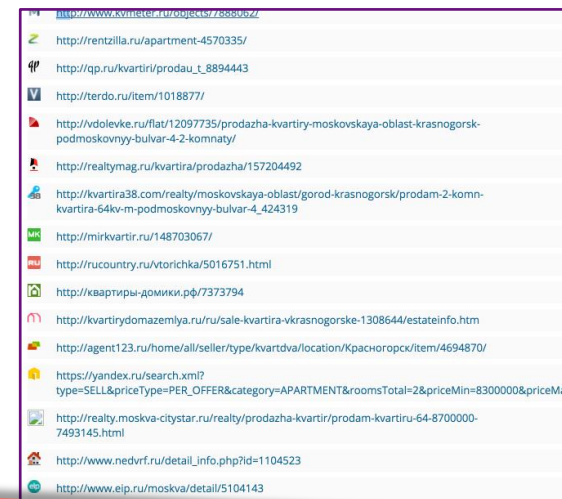 http://www.kvmeter.ru/objects/7888062/
http://rentzilla.ru/apartment-4570335/
http://qp.ru/kvartiri/prodau_t_8894443
http://terdo.ru/item/1018877/
http://vdolevke.ru/flat/12097735/prodazha-kvartiry-moskovskaya-oblast-krasnogorsk-
podmoskovnyy-bulvar-4-2-komnaty/
http://realtymag.ru/kvartira/prodazha/157204492
http://kvartira38.com/realty/moskovskaya-oblast/gorod-krasnogorsk/prodam-2-komn-
kvartira-64kv-m-podmoskovnyy-bulvar-4_424319
http://mirkvartir.ru/148703067/
http://rucountry.ru/vtorichka/5016751.html
http://квартиры-домики.рф/7373794
http://kvartirydomazemlya.ru/ru/sale-kvartira-vkrasnogorske-1308644/estateinfo.htm
http://agent123.ru/home/all/seller/type/kvartdva/location/Красногорск/item/4694870/
https://yandex.ru/search.xml?
type=SELL&priceType=PER_OFFER&category=APARTMENT&roomsTotal=2&priceMin=8300000&priceMa
http://realty.moskva-citystar.ru/realty/prodazha-kvartir/prodam-kvartiru-64-8700000-
7493145.html
http://www.nedvrf.ru/detail_info.php?id=1104523
http://www.eip.ru/moskva/detail/5104143